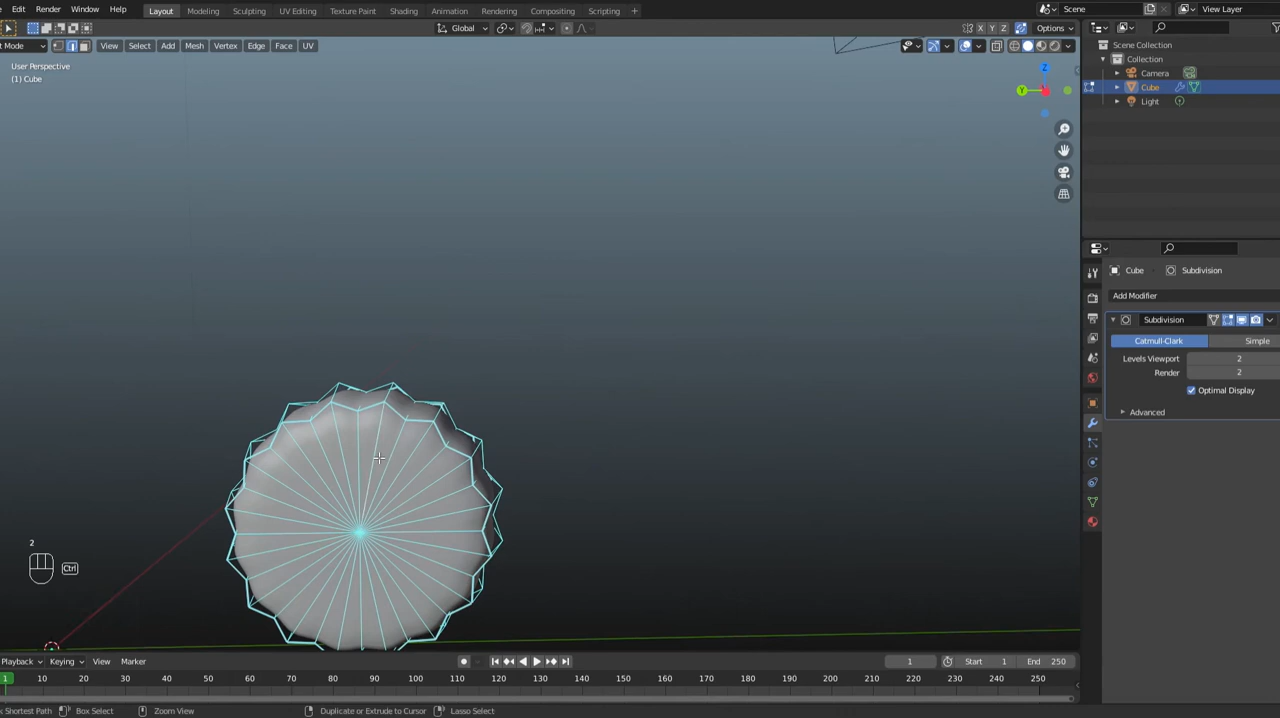 Edit Render Window Help Layout Modeling Sculpting UV Editing Texture Paint Shading Animation Rendering Compositing Scripting + Scene View Layer
Global X Y Z Options
t Mode View Select Add Mesh Vertex Edge Face UV
User Perspective
(1) Cube
Z
Y
Scene Collection
Collection
Camera
Cube
Light
Cube Subdivision
Add Modifier
Subdivision
Catmull-Clark Simple
Levels Viewport 2
Render 2
Optimal Display
Advanced
2
Ctrl
Playback Keying View Marker 1 Start 1 End 250
1 10 20 30 40 50 60 70 80 90 100 110 120 130 140 150 160 170 180 190 200 210 220 230 240 250
k Shortest Path Box Select Zoom View Duplicate or Extrude to Cursor Lasso Select